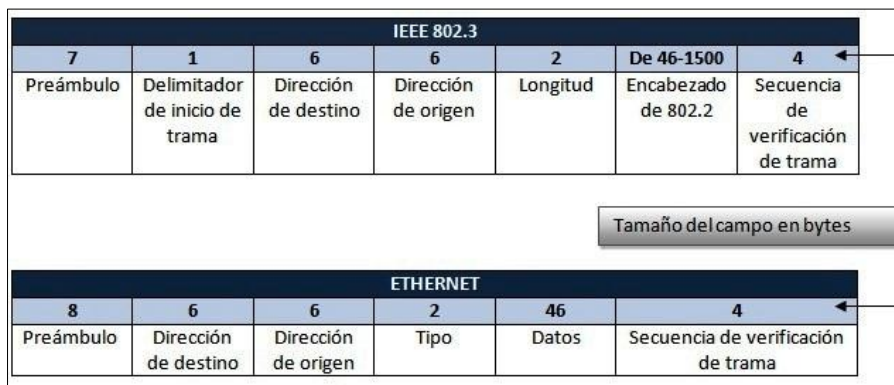 IEEE 802.3
7 1 6 6 2 De 46-1500 4
Preámbulo Delimitador Dirección Dirección Longitud Encabezado Secuencia
de inicio de de destino de origen de 802.2 de
trama verificación
de trama
Tamaño del campo en bytes
ETHERNET
8 6 6 2 46 4
Preámbulo Dirección Dirección Tipo Datos Secuencia de verificación
de destino de origen de trama